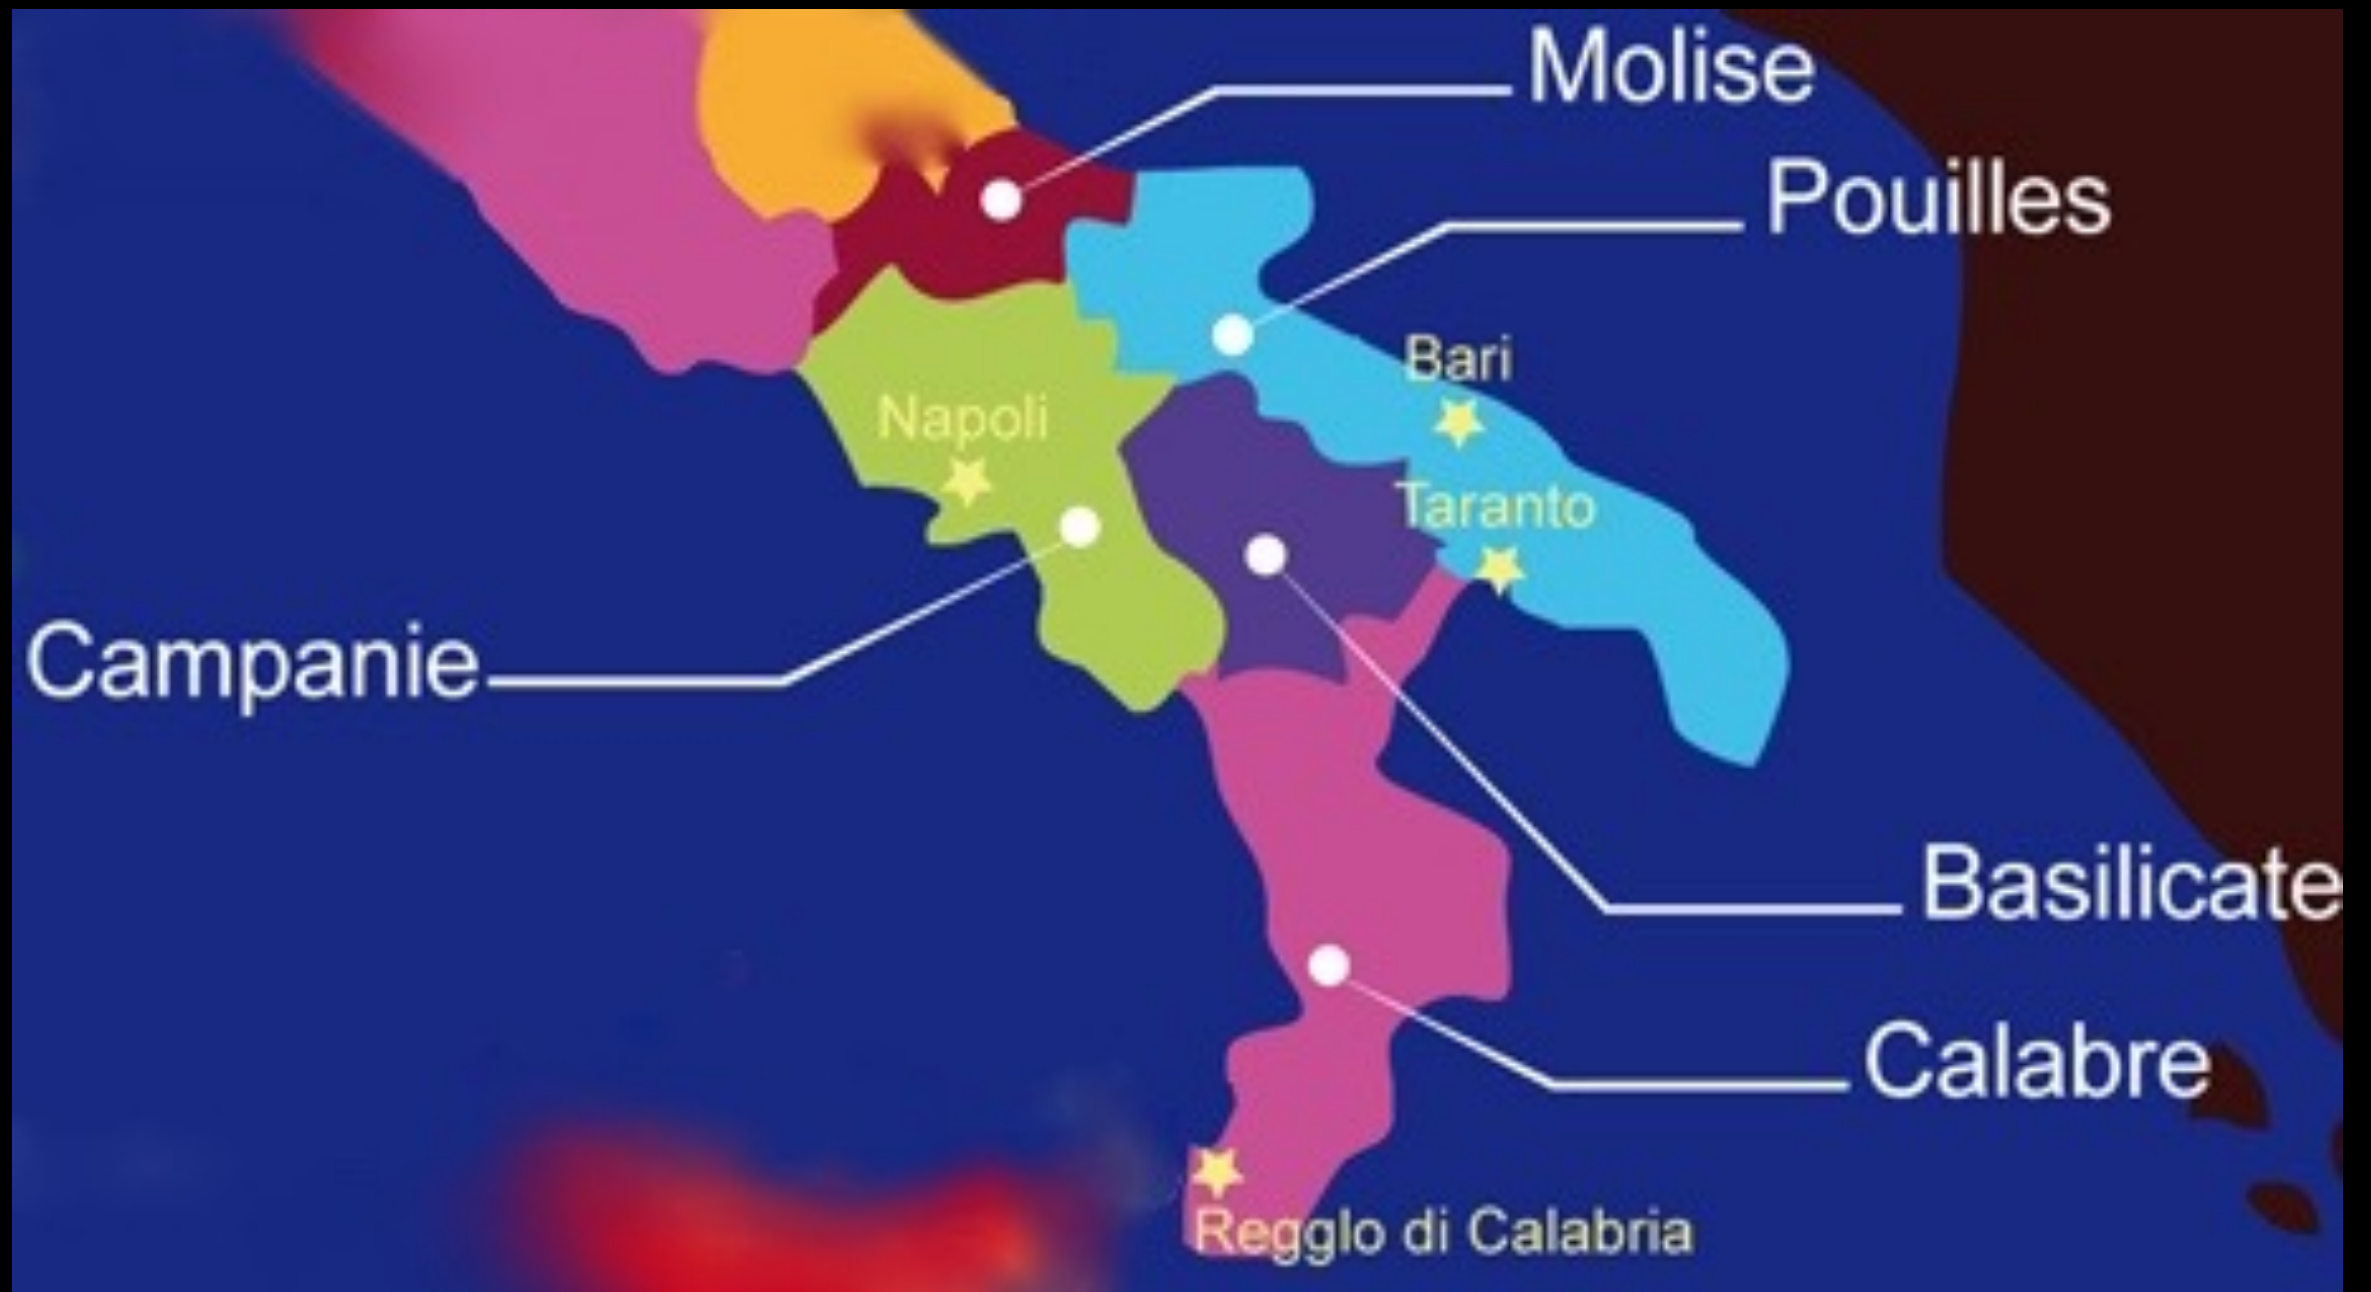 Molise
Pouilles
Bari
Napoli
Taranto
Campanie
Basilicate
Calabre
Regglo di Calabria